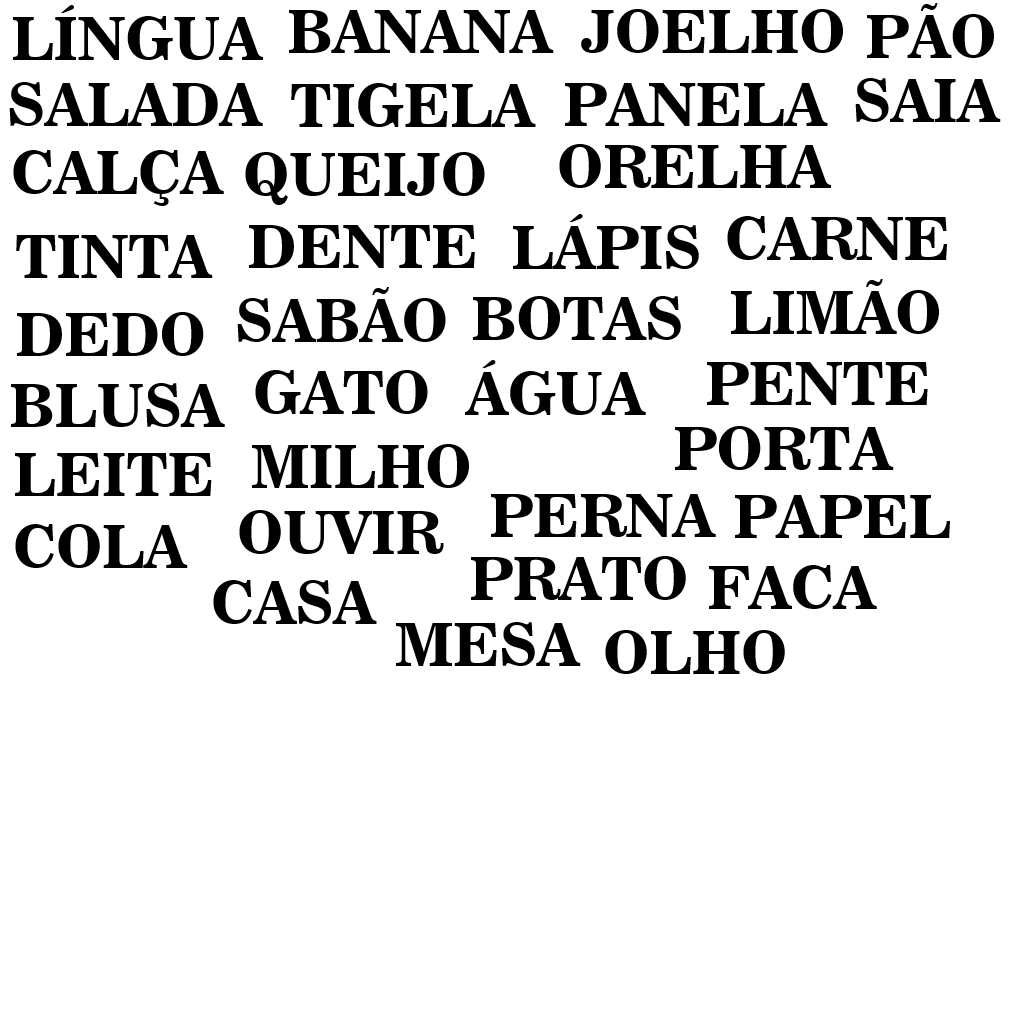 LÍNGUA BANANA JOELHO PÃO
SALADA TIGELA PANELA SAIA
CALÇA QUEIJO ORELHA
TINTA DENTE LÁPIS CARNE
DEDO SABÃO BOTAS LIMÃO
BLUSA GATO ÁGUA PENTE
LEITE MILHO PORTA
COLA OUVIR PERNA PAPEL
CASA PRATO FACA
MESA OLHO